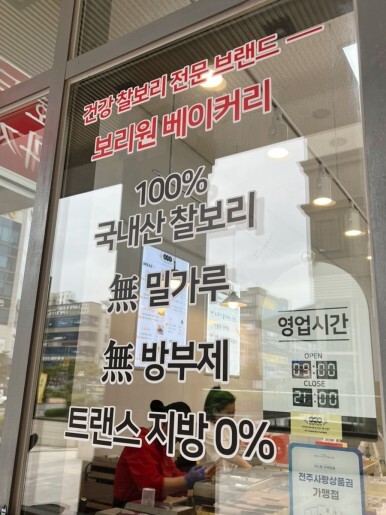 건강 찰보리 전문 브랜드
보리원 베이커리
100%
국내산 찰보리
無 밀가루
無 방부제
트랜스 지방 0%
영업시간
OPEN
09:00
CLOSE
21:00
전주사랑상품권
가맹점